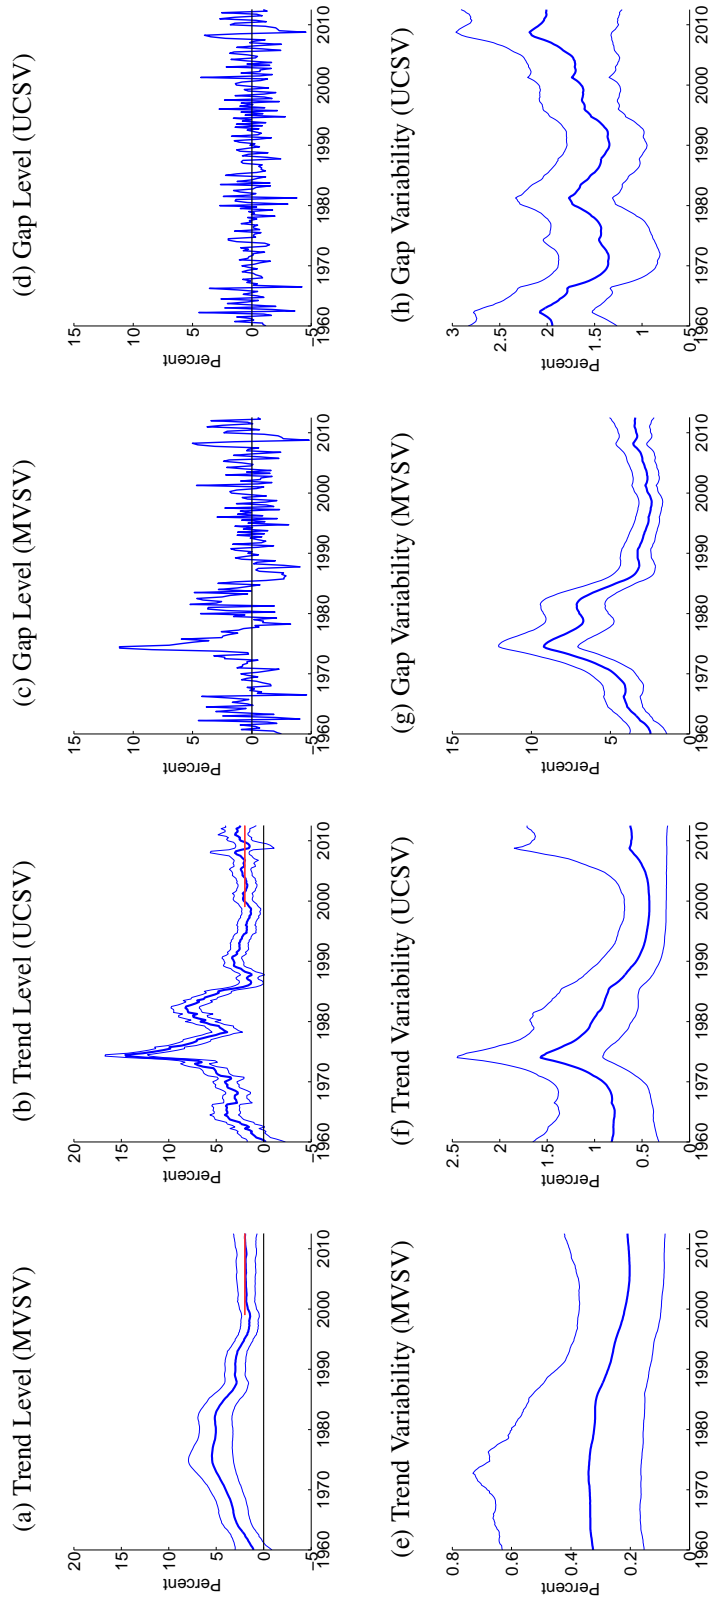 (a) Trend Level (MVSV)
20
15
10
5
0
−5
Percent
1960 1970 1980 1990 2000 2010
(b) Trend Level (UCSV)
20
15
10
5
0
−5
Percent
1960 1970 1980 1990 2000 2010
(c) Gap Level (MVSV)
15
10
5
0
−5
Percent
1960 1970 1980 1990 2000 2010
(d) Gap Level (UCSV)
15
10
5
0
−5
Percent
1960 1970 1980 1990 2000 2010
(e) Trend Variability (MVSV)
0.8
0.6
0.4
0.2
0
Percent
1960 1970 1980 1990 2000 2010
(f) Trend Variability (UCSV)
2.5
2
1.5
1
0.5
0
Percent
1960 1970 1980 1990 2000 2010
(g) Gap Variability (MVSV)
15
10
5
0
Percent
1960 1970 1980 1990 2000 2010
(h) Gap Variability (UCSV)
3
2.5
2
1.5
1
0.5
Percent
1960 1970 1980 1990 2000 2010